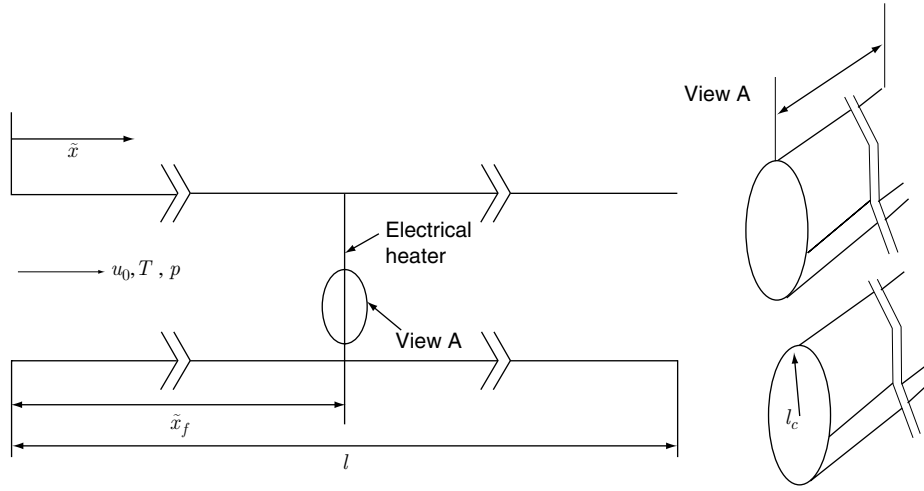 View A
x̃
Electrical
heater
u₀, T , p
View A
x̃_f
l_c
l